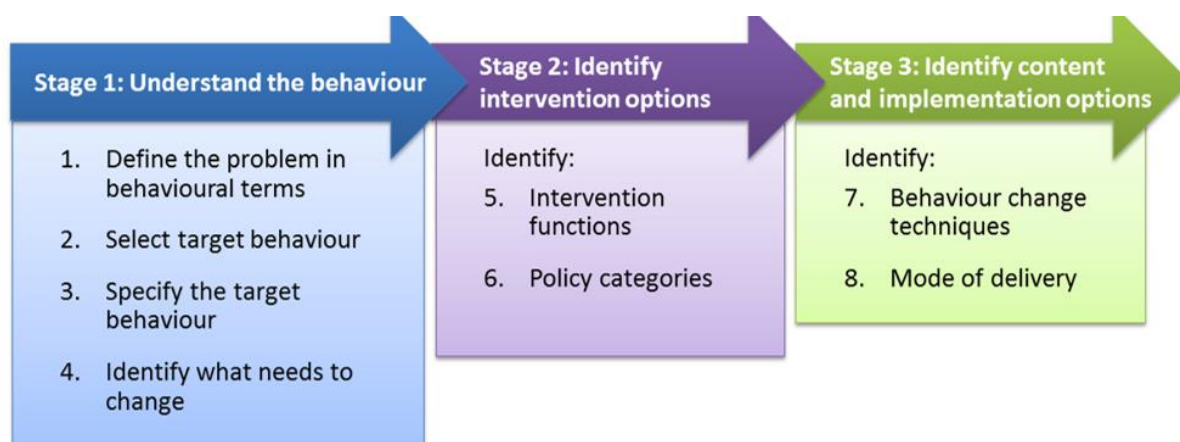 Stage 1: Understand the behaviour
1. Define the problem in
behavioural terms
2. Select target behaviour
3. Specify the target
behaviour
4. Identify what needs to
change
Stage 2: Identify
intervention options
Identify:
5. Intervention
functions
6. Policy categories
Stage 3: Identify content
and implementation options
Identify:
7. Behaviour change
techniques
8. Mode of delivery